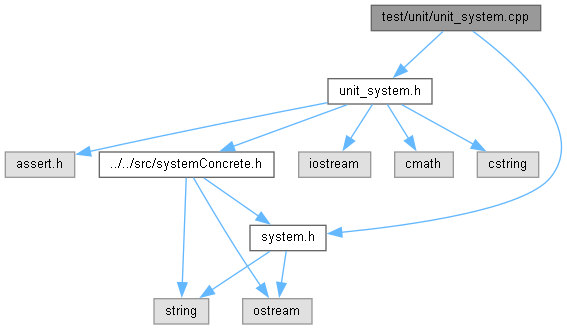 test/unit/unit_system.cpp
unit_system.h
assert.h
../../src/systemConcrete.h
iostream
cmath
cstring
system.h
string
ostream